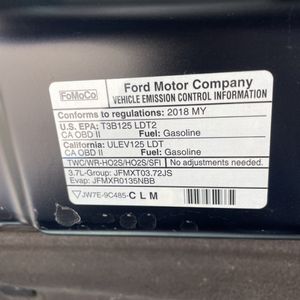 FoMoCo
Ford Motor Company
VEHICLE EMISSION CONTROL INFORMATION
Conforms to regulations: 2018 MY
U.S. EPA: T3B125 LDT2
CA OBD II Fuel: Gasoline
California: ULEV125 LDT
CA OBD II Fuel: Gasoline
TWC/WR-HO2S/HO2S/SFI No adjustments needed.
3.7L-Group: JFMXT03.72JS
Evap: JFMXR0135NBB
JW7E-9C485-CLM